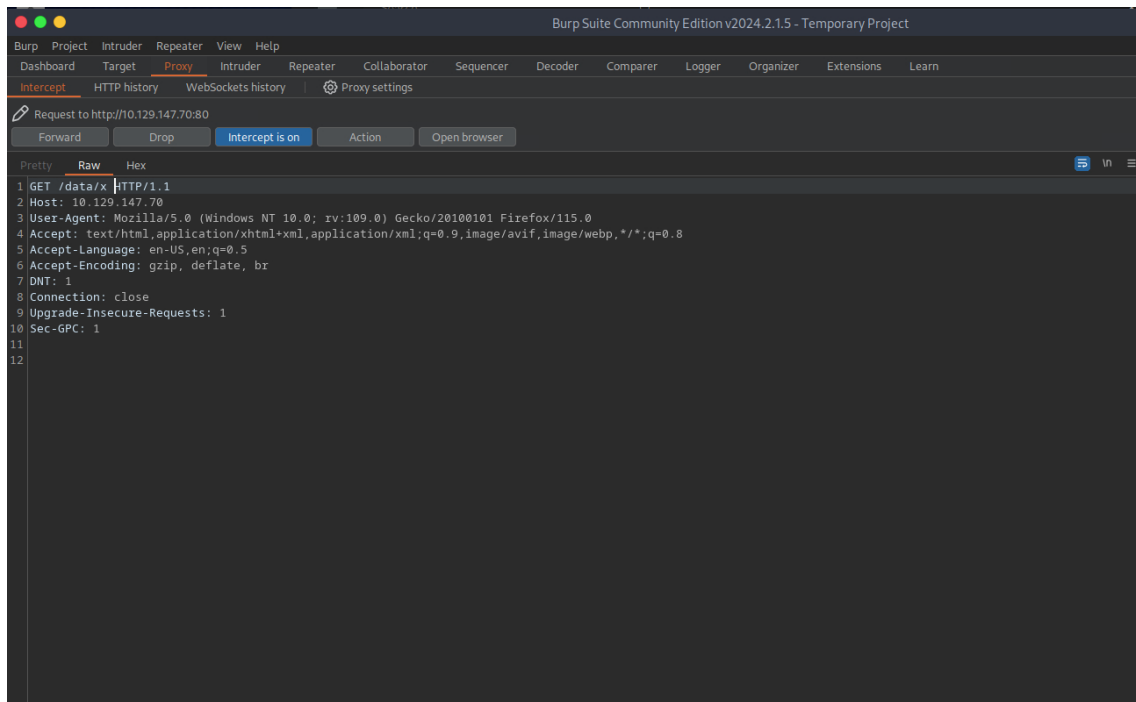 Burp Suite Community Edition v2024.2.1.5 - Temporary Project
Burp Project Intruder Repeater View Help
Dashboard Target Proxy Intruder Repeater Collaborator Sequencer Decoder Comparer Logger Organizer Extensions Learn
Intercept HTTP history WebSockets history Proxy settings
Request to http://10.129.147.70:80
Forward Drop Intercept is on Action Open browser
Pretty Raw Hex \n
1 GET /data/x HTTP/1.1
2 Host: 10.129.147.70
3 User-Agent: Mozilla/5.0 (Windows NT 10.0; rv:109.0) Gecko/20100101 Firefox/115.0
4 Accept: text/html,application/xhtml+xml,application/xml;q=0.9,image/avif,image/webp,*/*;q=0.8
5 Accept-Language: en-US,en;q=0.5
6 Accept-Encoding: gzip, deflate, br
7 DNT: 1
8 Connection: close
9 Upgrade-Insecure-Requests: 1
10 Sec-GPC: 1
11
12